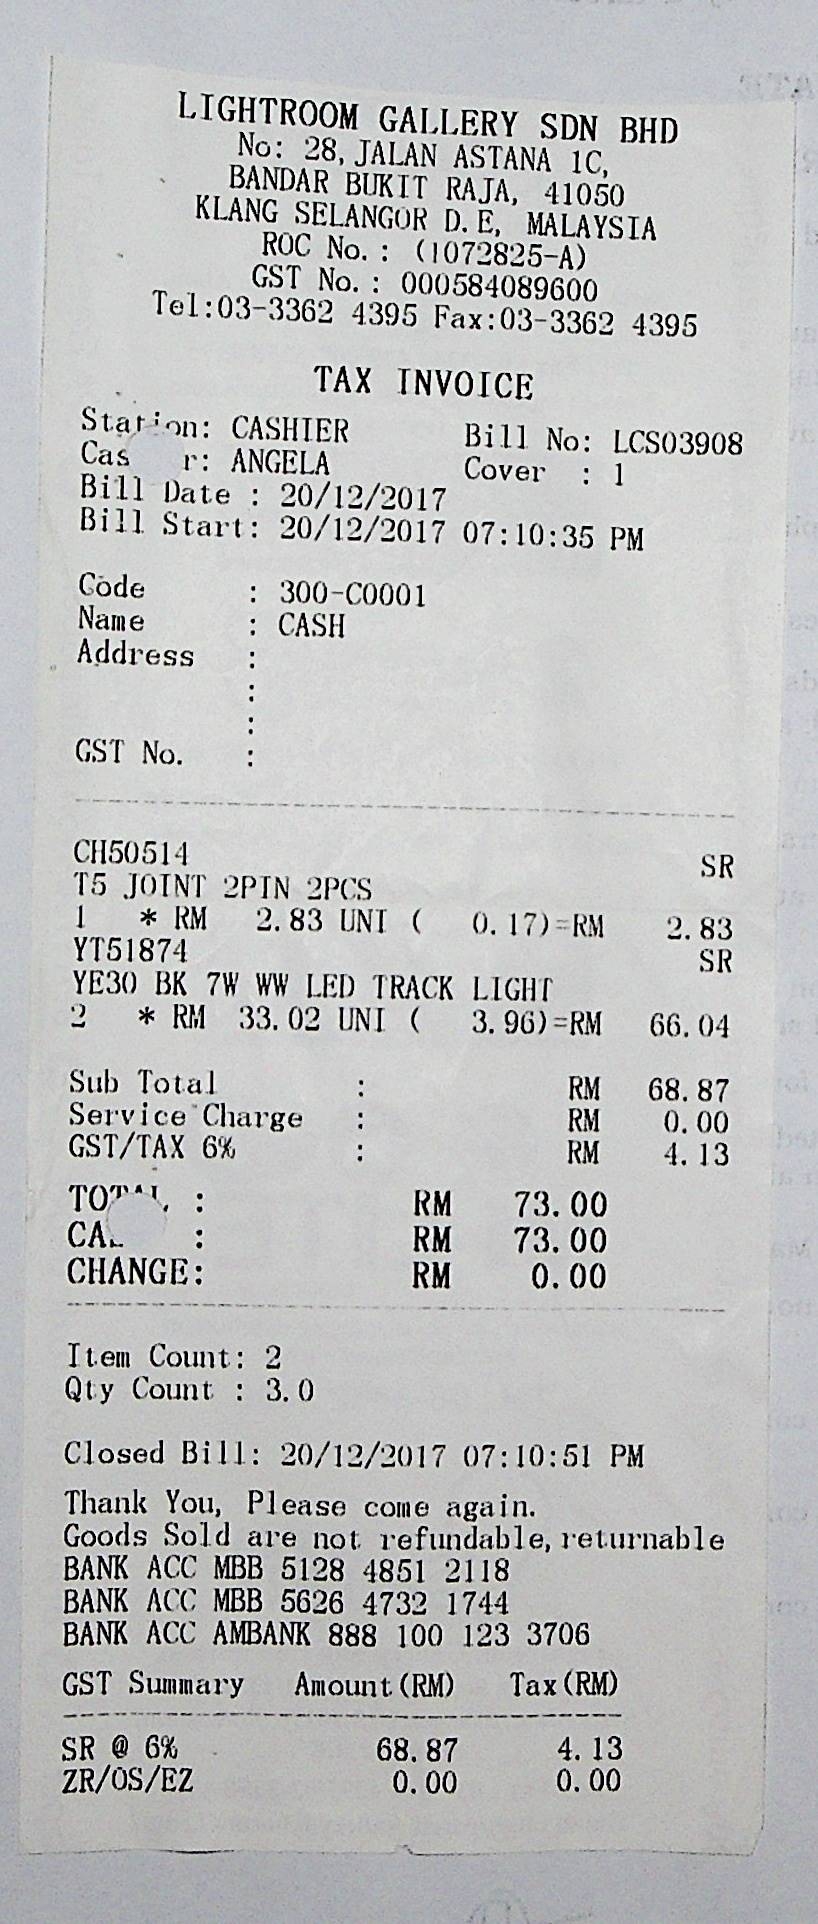 LIGHTROOM GALLERY SDN BHD
No: 28, JALAN ASTANA 1C,
BANDAR BUKIT RAJA, 41050
KLANG SELANGOR D.E, MALAYSIA
ROC No.: (1072825-A)
GST No.: 000584089600
Tel:03-3362 4395 Fax:03-3362 4395
TAX INVOICE
Station: CASHIER Bill No: LCS03908
ANGELA Cover : 1
Bill Date : 20/12/2017
Bill Start: 20/12/2017 07:10:35 PM
Code : 300-C0001
Name : CASH
Address :
:
:
GST No. :
CH50514 SR
T5 JOINT 2PIN 2PCS
1 * RM 2.83 UNI ( 0.17)=RM 2.83
YT51874 SR
YE30 BK 7W WW LED TRACK LIGHT
2 * RM 33.02 UNI ( 3.96)=RM 66.04
Sub Total : RM 68.87
Service Charge : RM 0.00
GST/TAX 6% : RM 4.13
TOTAL : RM 73.00
: RM 73.00
CHANGE: RM 0.00
Item Count: 2
Qty Count : 3.0
Closed Bill: 20/12/2017 07:10:51 PM
Thank You, Please come again.
Goods Sold are not refundable, returnable
BANK ACC MBB 5128 4851 2118
BANK ACC MBB 5626 4732 1744
BANK ACC AMBANK 888 100 123 3706
GST Summary Amount(RM) Tax(RM)
SR @ 6% 68.87 4.13
ZR/OS/EZ 0.00 0.00